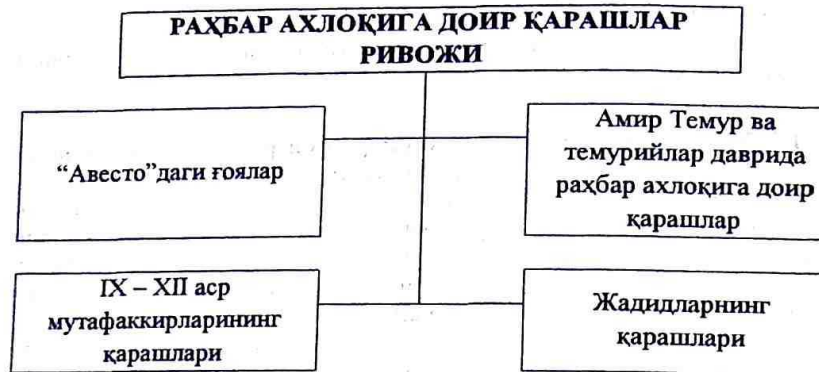 РАҲБАР АХЛОҚИГА ДОИР ҚАРАШЛАР
РИВОЖИ
“Авесто”даги ғоялар
Амир Темур ва
темурийлар даврида
раҳбар ахлоқига доир
қарашлар
IX – XII аср
мутафаккирларининг
қарашлари
Жадидларнинг
қарашлари